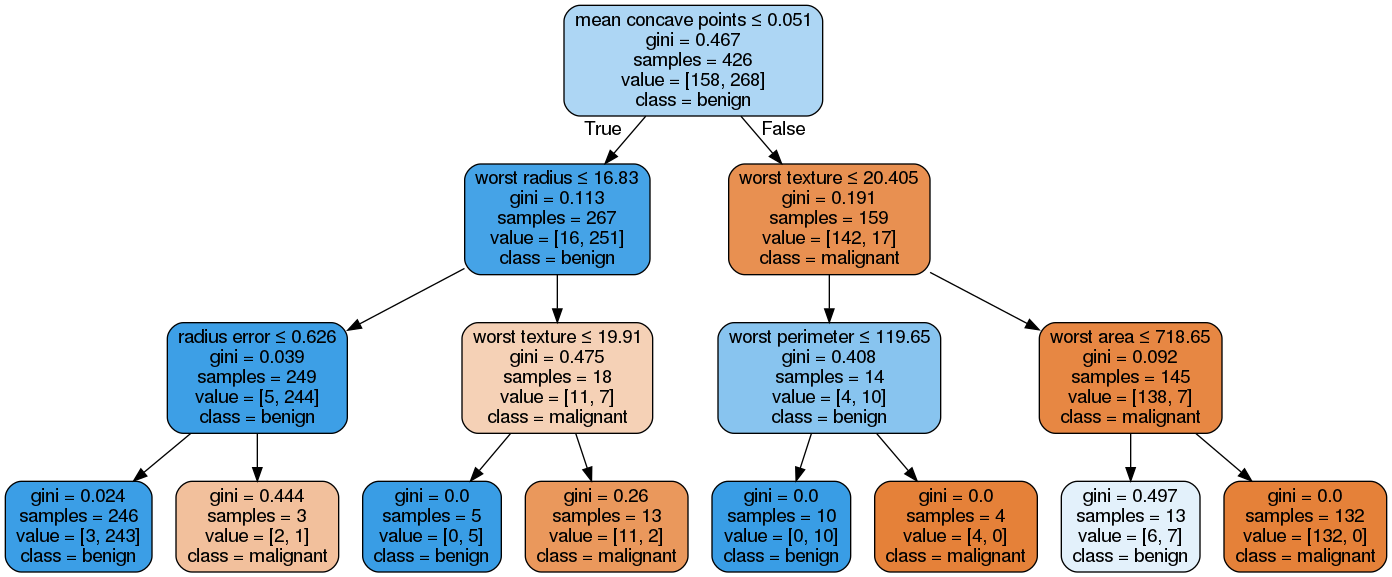 mean concave points ≤ 0.051
gini = 0.467
samples = 426
value = [158, 268]
class = benign
True
False
worst radius ≤ 16.83
gini = 0.113
samples = 267
value = [16, 251]
class = benign
worst texture ≤ 20.405
gini = 0.191
samples = 159
value = [142, 17]
class = malignant
radius error ≤ 0.626
gini = 0.039
samples = 249
value = [5, 244]
class = benign
worst texture ≤ 19.91
gini = 0.475
samples = 18
value = [11, 7]
class = malignant
worst perimeter ≤ 119.65
gini = 0.408
samples = 14
value = [4, 10]
class = benign
worst area ≤ 718.65
gini = 0.092
samples = 145
value = [138, 7]
class = malignant
gini = 0.024
samples = 246
value = [3, 243]
class = benign
gini = 0.444
samples = 3
value = [2, 1]
class = malignant
gini = 0.0
samples = 5
value = [0, 5]
class = benign
gini = 0.26
samples = 13
value = [11, 2]
class = malignant
gini = 0.0
samples = 10
value = [0, 10]
class = benign
gini = 0.0
samples = 4
value = [4, 0]
class = malignant
gini = 0.497
samples = 13
value = [6, 7]
class = benign
gini = 0.0
samples = 132
value = [132, 0]
class = malignant